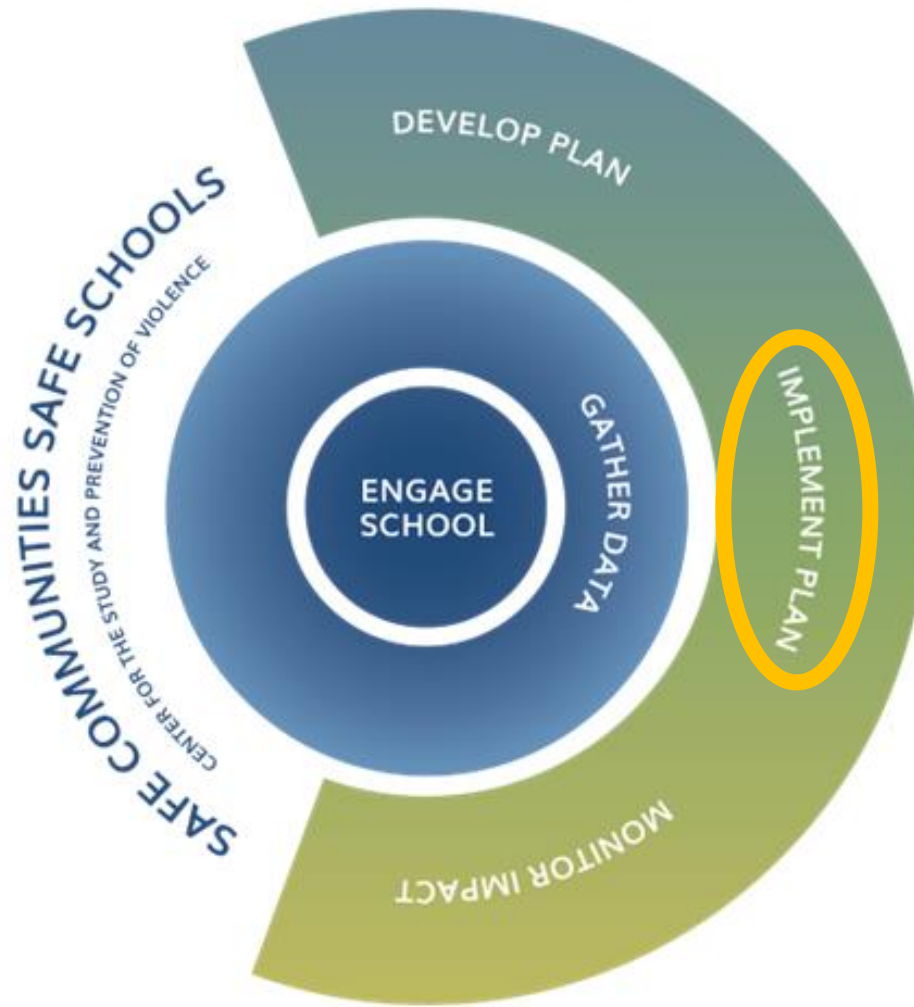 SAFE COMMUNITIES SAFE SCHOOLS
CENTER FOR THE STUDY AND PREVENTION OF VIOLENCE
DEVELOP PLAN
IMPLEMENT PLAN
MONITOR IMPACT
GATHER DATA
ENGAGE
SCHOOL